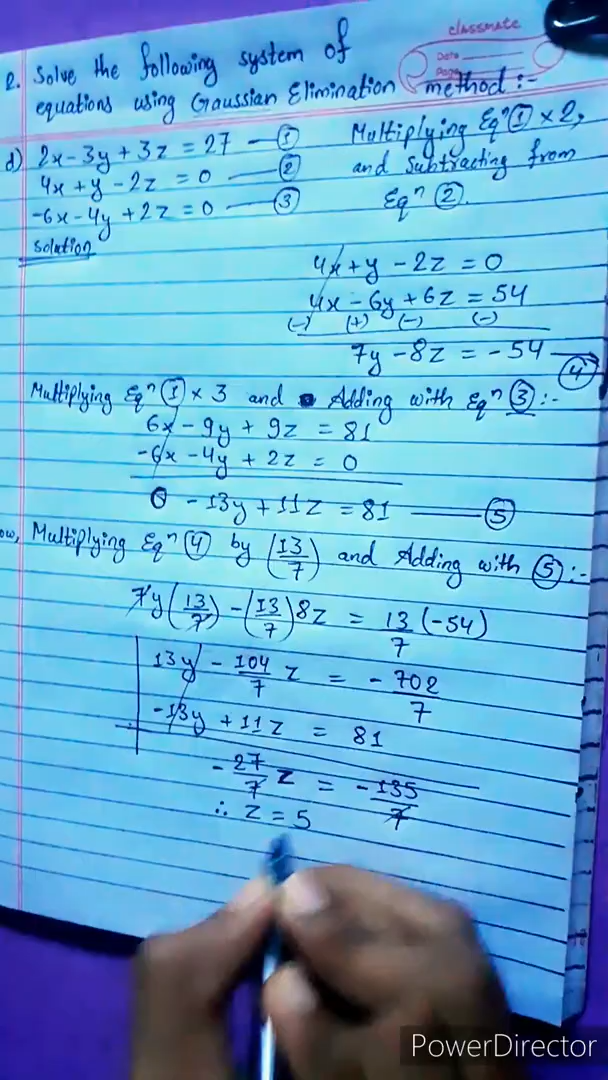 classmate
Date
Page
2. Solve the following system of
equations using Gaussian Elimination method :-
d) 2x - 3y + 3z = 27 — ①
4x + y - 2z = 0 — ②
-6x - 4y + 2z = 0 — ③
Solution
Multiplying Eqⁿ ① × 2,
and Subtracting from
Eqⁿ ②.
4x + y - 2z = 0
4x - 6y + 6z = 54
(-) (+) (-) (-)
7y - 8z = -54 — ④
Multiplying Eqⁿ ① × 3 and Adding with Eqⁿ ③ :-
6x - 9y + 9z = 81
-6x - 4y + 2z = 0
0 - 13y + 11z = 81 — ⑤
ow, Multiplying Eqⁿ ④ by (13/7) and Adding with ⑤ :-
7y(13/7) - (13/7)8z = 13/7(-54)
13y - 104/7 z = - 702/7
+ -13y + 11z = 81
- 27/7 z = - 135/7
∴ z = 5
PowerDirector